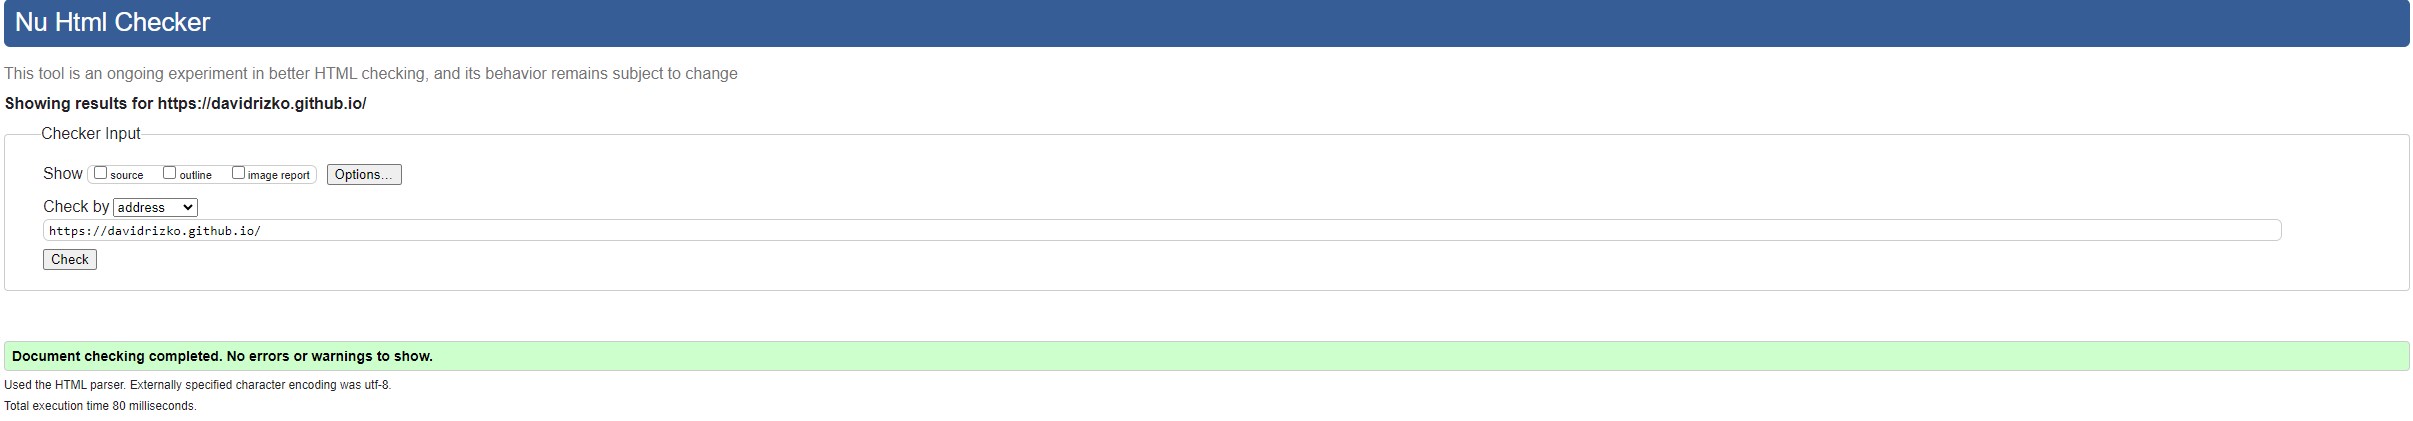 Nu Html Checker
This tool is an ongoing experiment in better HTML checking, and its behavior remains subject to change
Showing results for https://davidrizko.github.io/
Checker Input
Show source outline image report Options...
Check by address
https://davidrizko.github.io/
Check
Document checking completed. No errors or warnings to show.
Used the HTML parser. Externally specified character encoding was utf-8.
Total execution time 80 milliseconds.